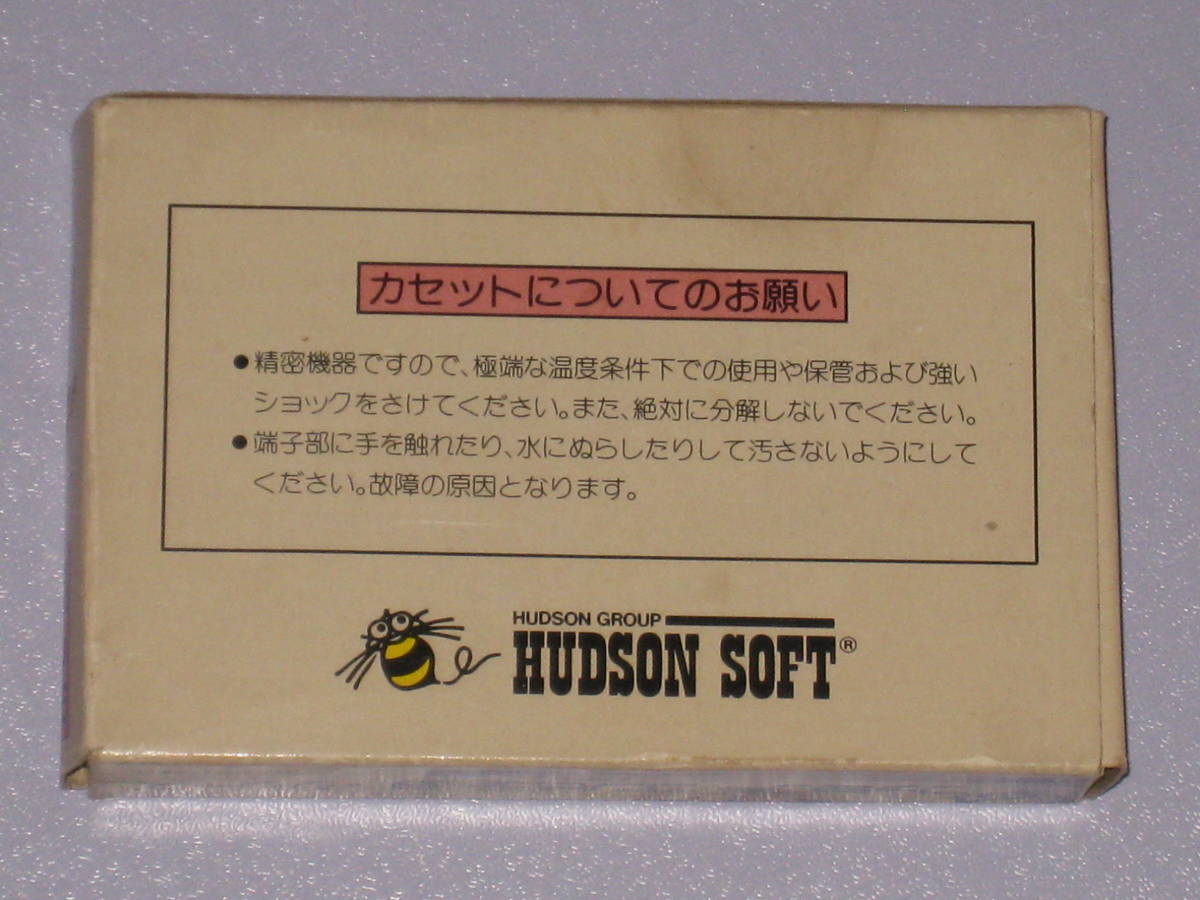 カセットについてのお願い
●精密機器ですので、極端な温度条件下での使用や保管および強い
ショックをさけてください。また、絶対に分解しないでください。
●端子部に手を触れたり、水にぬらしたりして汚さないようにして
ください。故障の原因となります。
HUDSON GROUP
HUDSON SOFT®